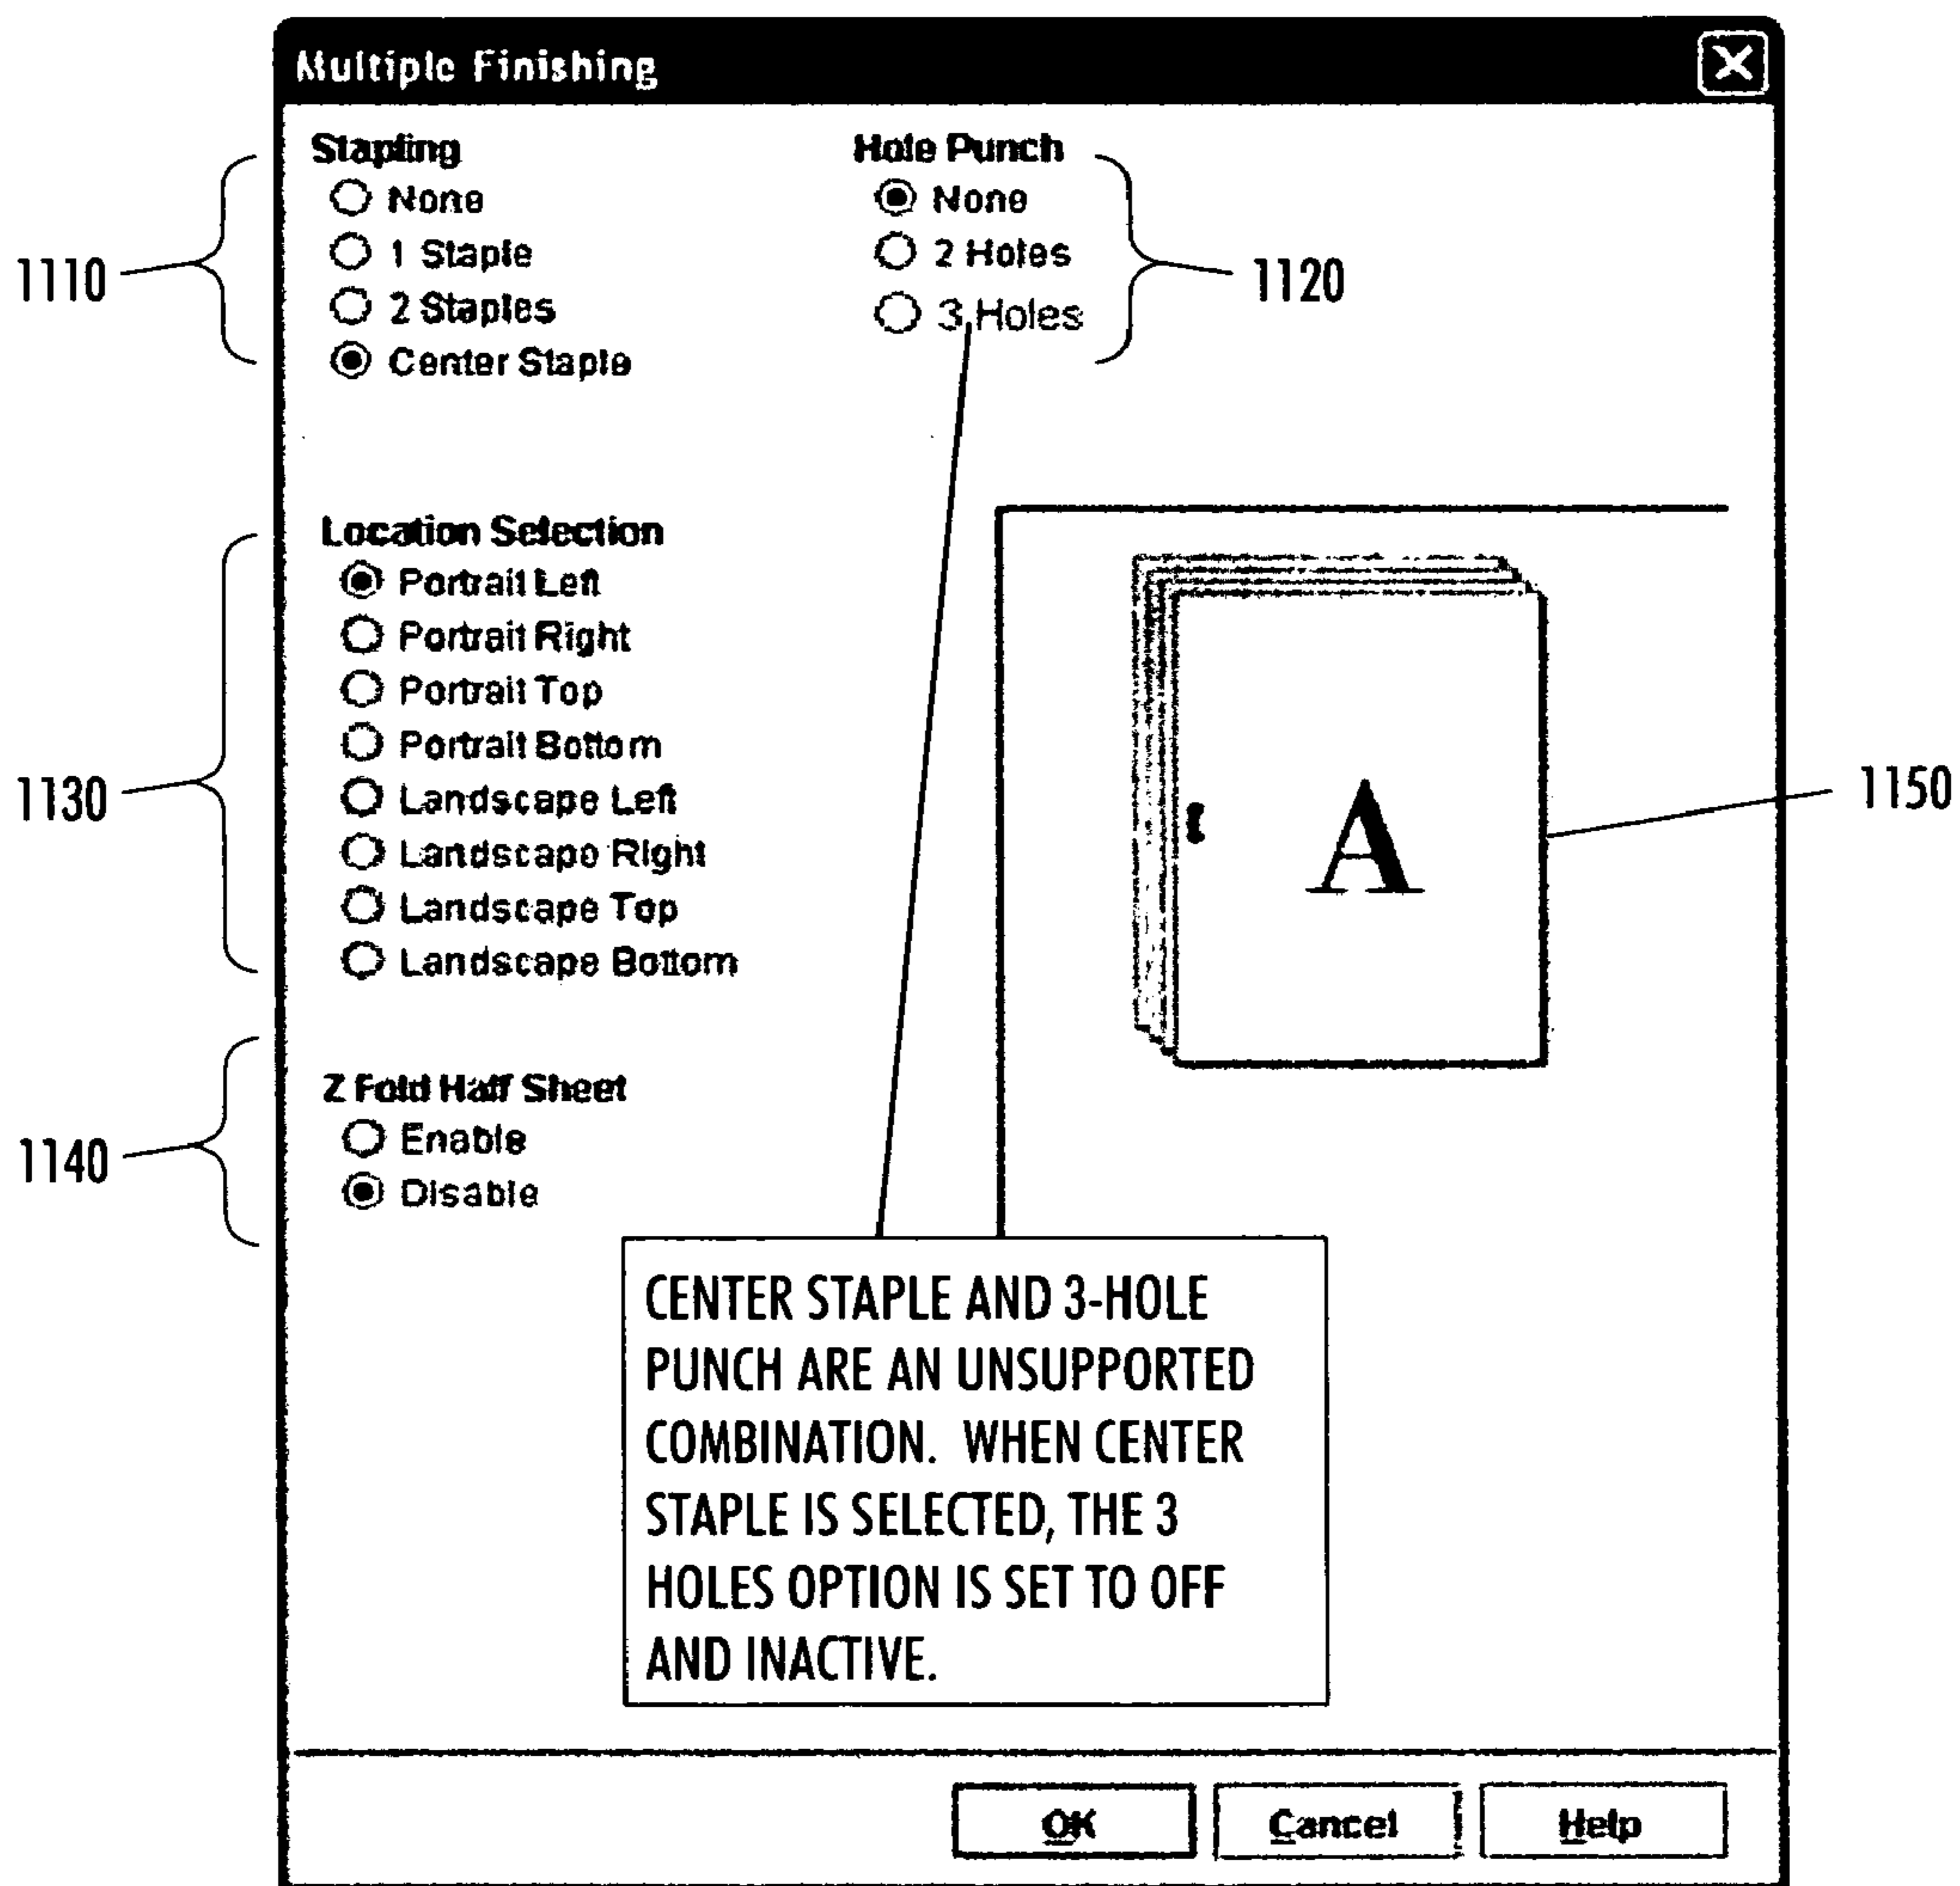 Multiple Finishing
Stapling
None
1 Staple
2 Staples
Center Staple
Hole Punch
None
2 Holes
3 Holes
1110
1120
Location Selection
Portrait Left
Portrait Right
Portrait Top
Portrait Bottom
Landscape Left
Landscape Right
Landscape Top
Landscape Bottom
1130
A
1150
Z Fold Half Sheet
Enable
Disable
1140
CENTER STAPLE AND 3-HOLE
PUNCH ARE AN UNSUPPORTED
COMBINATION. WHEN CENTER
STAPLE IS SELECTED, THE 3
HOLES OPTION IS SET TO OFF
AND INACTIVE.
OK
Cancel
Help